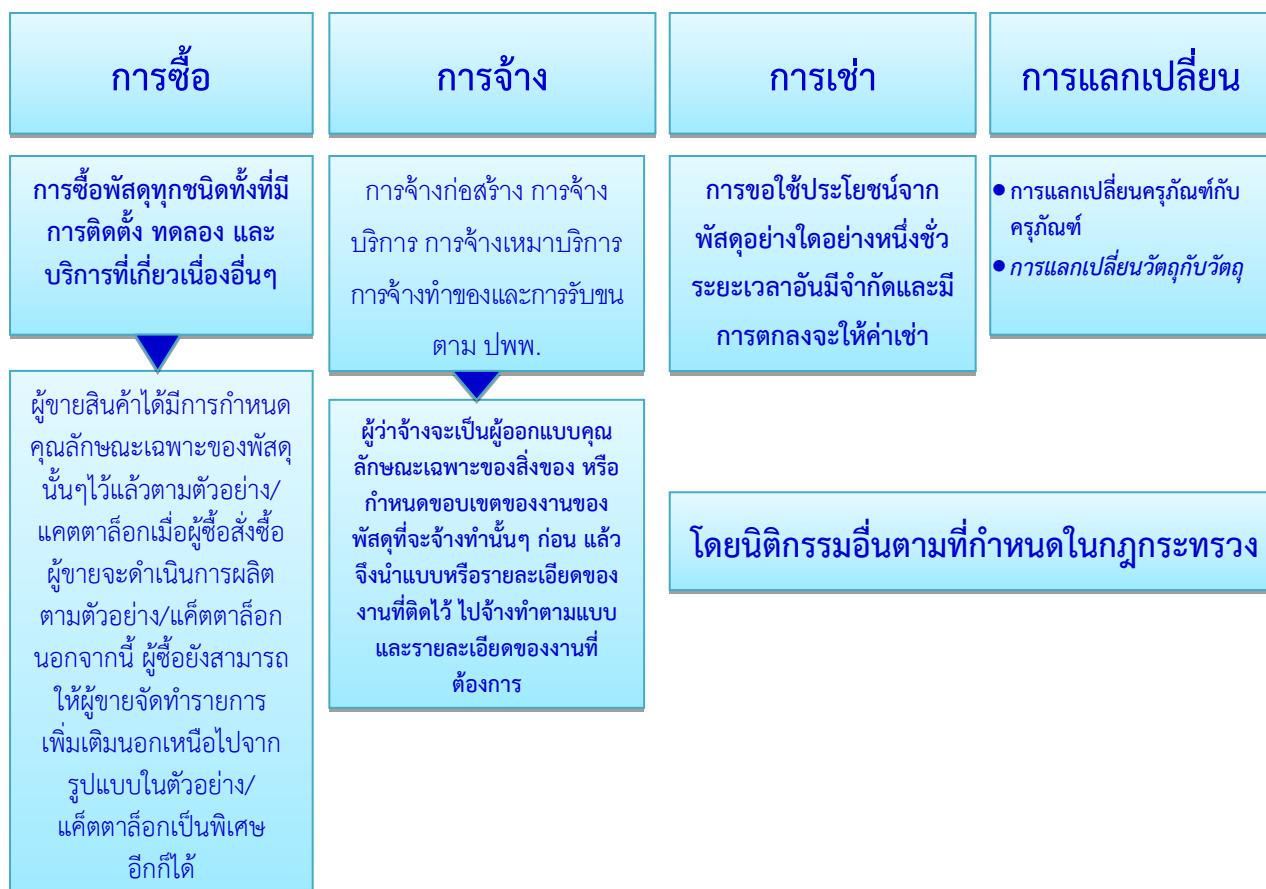 การซื้อ
การจ้าง
การเช่า
การแลกเปลี่ยน
การซื้อพัสดุทุกชนิดทั้งที่มี
การติดตั้ง ทดลอง และ
บริการที่เกี่ยวเนื่องอื่นๆ
การจ้างก่อสร้าง การจ้าง
บริการ การจ้างเหมาบริการ
การจ้างทำของและการรับขน
ตาม ปพพ.
การขอใช้ประโยชน์จาก
พัสดุอย่างใดอย่างหนึ่งชั่ว
ระยะเวลาอันมีจำกัดและมี
การตกลงจะให้ค่าเช่า
• การแลกเปลี่ยนครุภัณฑ์กับ
ครุภัณฑ์
• การแลกเปลี่ยนวัตถุกับวัตถุ
ผู้ขายสินค้าได้มีการกำหนด
คุณลักษณะเฉพาะของพัสดุ
นั้นๆไว้แล้วตามตัวอย่าง/
แคตตาล็อกเมื่อผู้ซื้อสั่งซื้อ
ผู้ขายจะดำเนินการผลิต
ตามตัวอย่าง/แค็ตตาล็อก
นอกจากนี้ ผู้ซื้อยังสามารถ
ให้ผู้ขายจัดทำรายการ
เพิ่มเติมนอกเหนือไปจาก
รูปแบบในตัวอย่าง/
แค็ตตาล็อกเป็นพิเศษ
อีกก็ได้
ผู้ว่าจ้างจะเป็นผู้ออกแบบคุณ
ลักษณะเฉพาะของสิ่งของ หรือ
กำหนดขอบเขตของงานของ
พัสดุที่จะจ้างทำนั้นๆ ก่อน แล้ว
จึงนำแบบหรือรายละเอียดของ
งานที่ติดไว้ ไปจ้างทำตามแบบ
และรายละเอียดของงานที่
ต้องการ
โดยนิติกรรมอื่นตามที่กำหนดในกฎกระทรวง